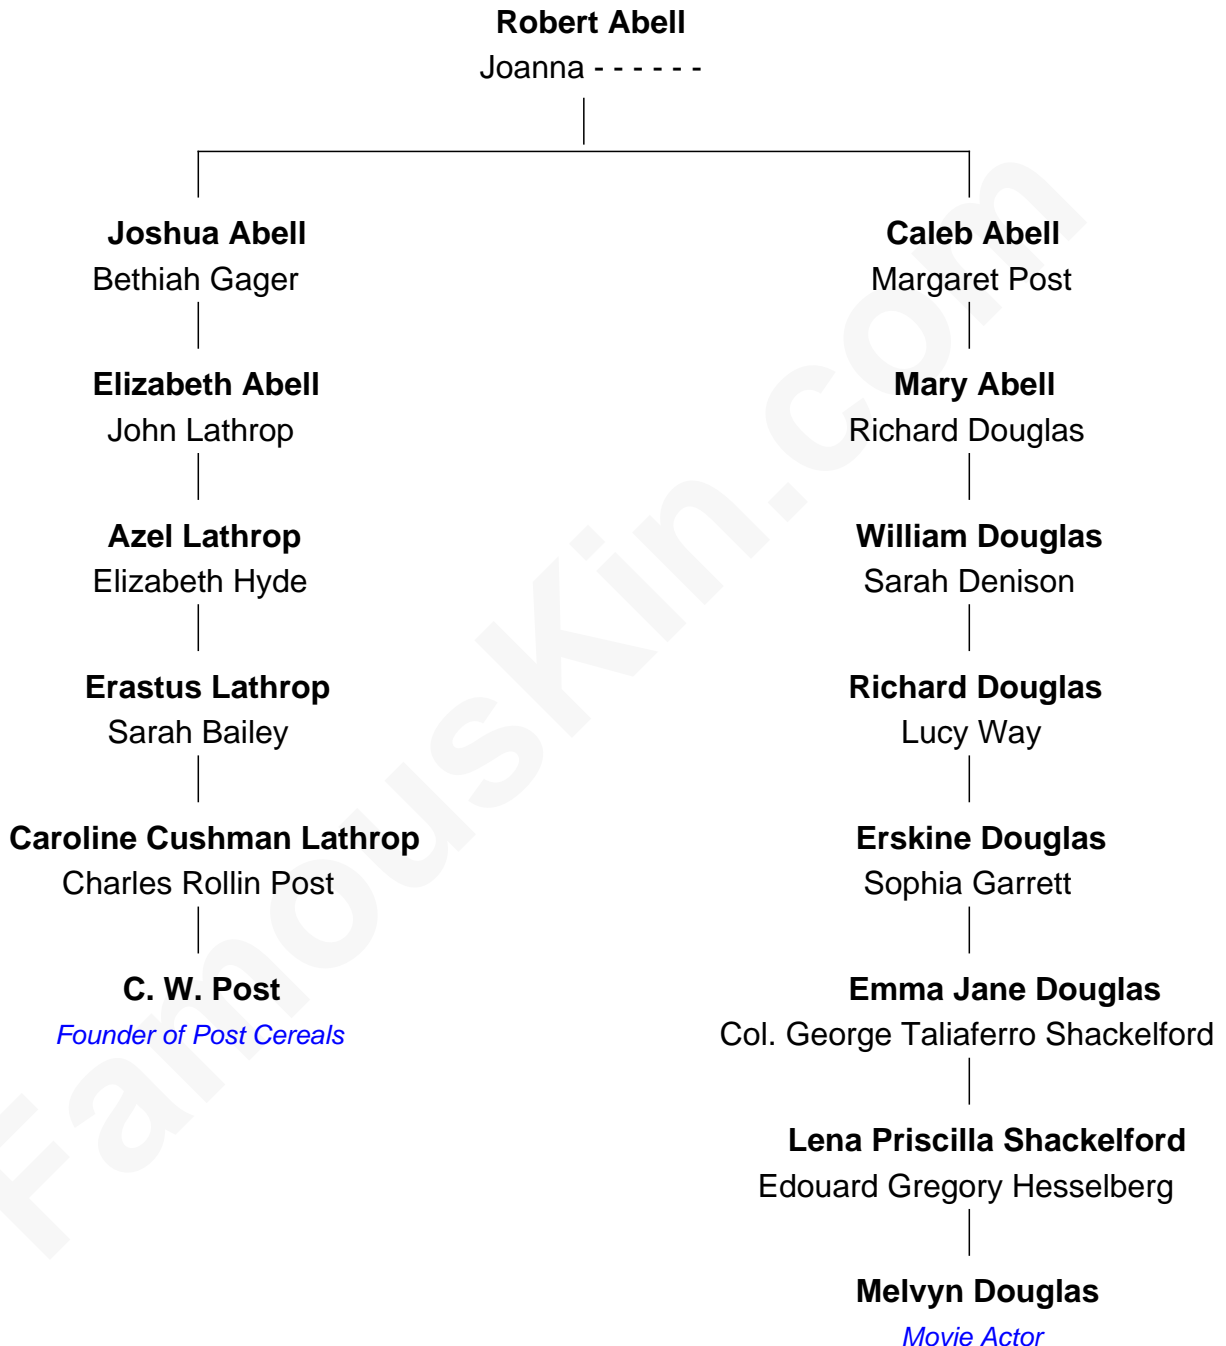 Robert Abell
Joanna - - - - - -
Joshua Abell
Bethiah Gager
Elizabeth Abell
John Lathrop
Azel Lathrop
Elizabeth Hyde
Erastus Lathrop
Sarah Bailey
Caroline Cushman Lathrop
Charles Rollin Post
C. W. Post
Founder of Post Cereals
Caleb Abell
Margaret Post
Mary Abell
Richard Douglas
William Douglas
Sarah Denison
Richard Douglas
Lucy Way
Erskine Douglas
Sophia Garrett
Emma Jane Douglas
Col. George Taliaferro Shackelford
Lena Priscilla Shackelford
Edouard Gregory Hesselberg
Melvyn Douglas
Movie Actor
FamousKin.com